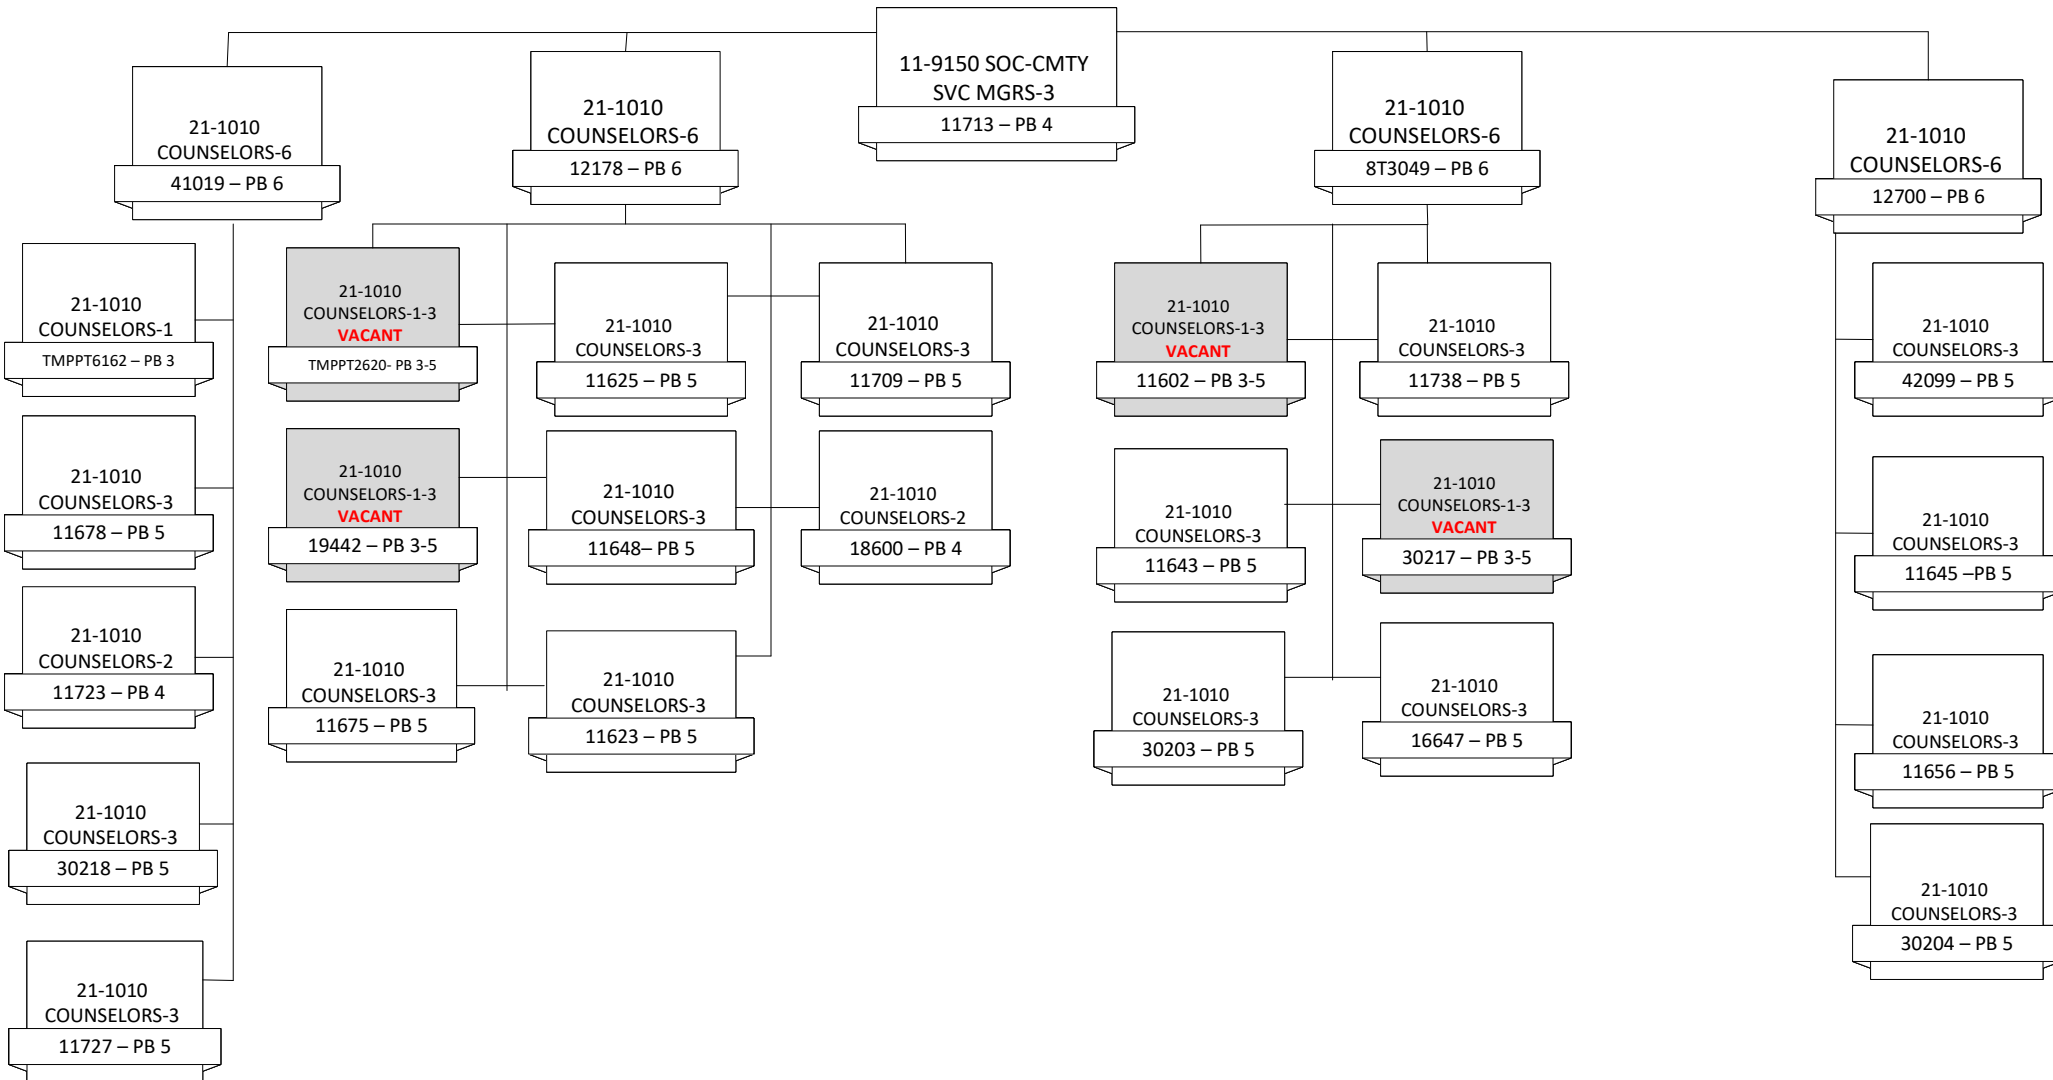 11-9150 SOC-CMTY
SVC MGRS-3
11713 – PB 4
21-1010
COUNSELORS-6
41019 – PB 6
21-1010
COUNSELORS-6
12178 – PB 6
21-1010
COUNSELORS-6
8T3049 – PB 6
21-1010
COUNSELORS-6
12700 – PB 6
21-1010
COUNSELORS-1
TMPPT6162 – PB 3
21-1010
COUNSELORS-3
11678 – PB 5
21-1010
COUNSELORS-2
11723 – PB 4
21-1010
COUNSELORS-3
30218 – PB 5
21-1010
COUNSELORS-3
11727 – PB 5
21-1010
COUNSELORS-1-3
VACANT
TMPPT2620- PB 3-5
21-1010
COUNSELORS-3
11625 – PB 5
21-1010
COUNSELORS-3
11709 – PB 5
21-1010
COUNSELORS-1-3
VACANT
19442 – PB 3-5
21-1010
COUNSELORS-3
11648– PB 5
21-1010
COUNSELORS-2
18600 – PB 4
21-1010
COUNSELORS-3
11675 – PB 5
21-1010
COUNSELORS-3
11623 – PB 5
21-1010
COUNSELORS-1-3
VACANT
11602 – PB 3-5
21-1010
COUNSELORS-3
11738 – PB 5
21-1010
COUNSELORS-3
11643 – PB 5
21-1010
COUNSELORS-1-3
VACANT
30217 – PB 3-5
21-1010
COUNSELORS-3
30203 – PB 5
21-1010
COUNSELORS-3
16647 – PB 5
21-1010
COUNSELORS-3
42099 – PB 5
21-1010
COUNSELORS-3
11645 –PB 5
21-1010
COUNSELORS-3
11656 – PB 5
21-1010
COUNSELORS-3
30204 – PB 5